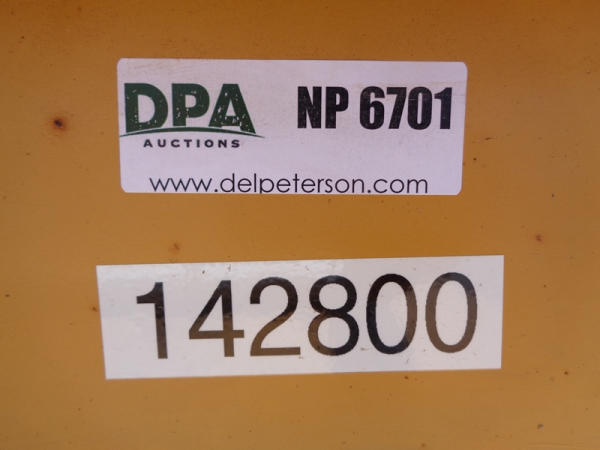 DPA NP 6701
AUCTIONS
www.delpeterson.com
142800